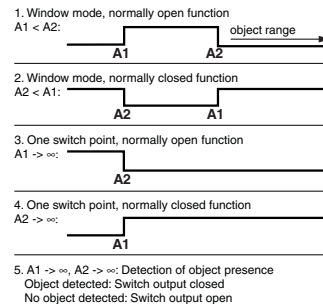 1. Window mode, normally open function
A1 < A2:
object range
A1
A2
2. Window mode, normally closed function
A2 < A1:
A2
A1
3. One switch point, normally open function
A1 -> ∞:
A2
4. One switch point, normally closed function
A2 -> ∞:
A1
5. A1 -> ∞, A2 -> ∞: Detection of object presence
Object detected: Switch output closed
No object detected: Switch output open